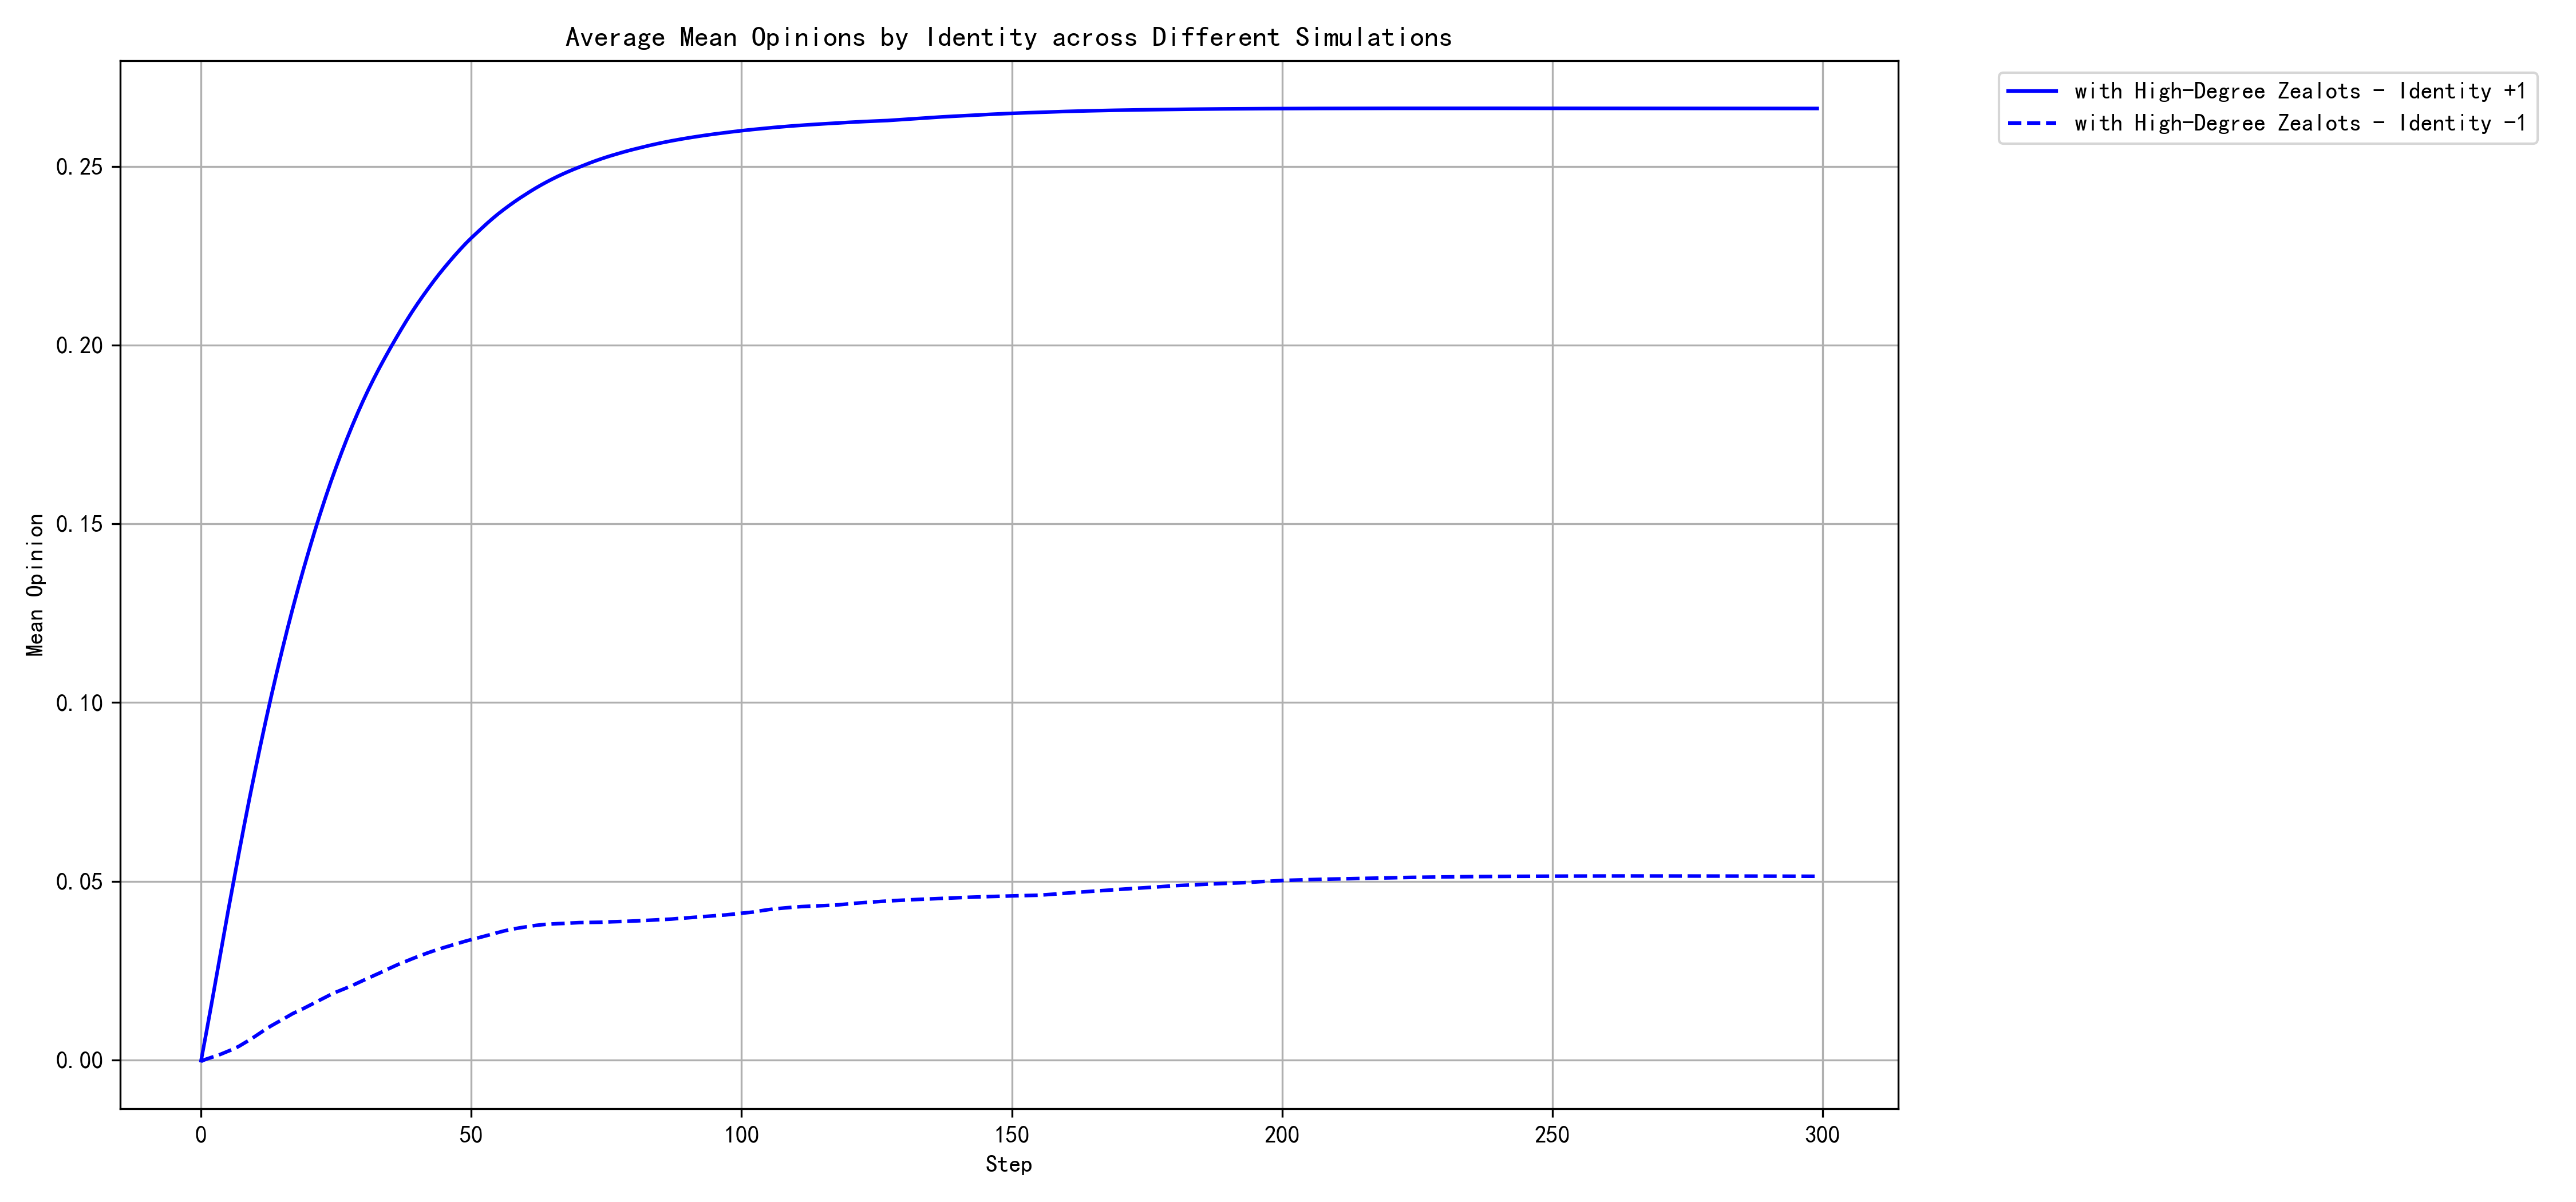 Average Mean Opinions by Identity across Different Simulations
with High-Degree Zealots - Identity +1
with High-Degree Zealots - Identity -1
Mean Opinion
0.25
0.20
0.15
0.10
0.05
0.00
0 50 100 150 200 250 300
Step